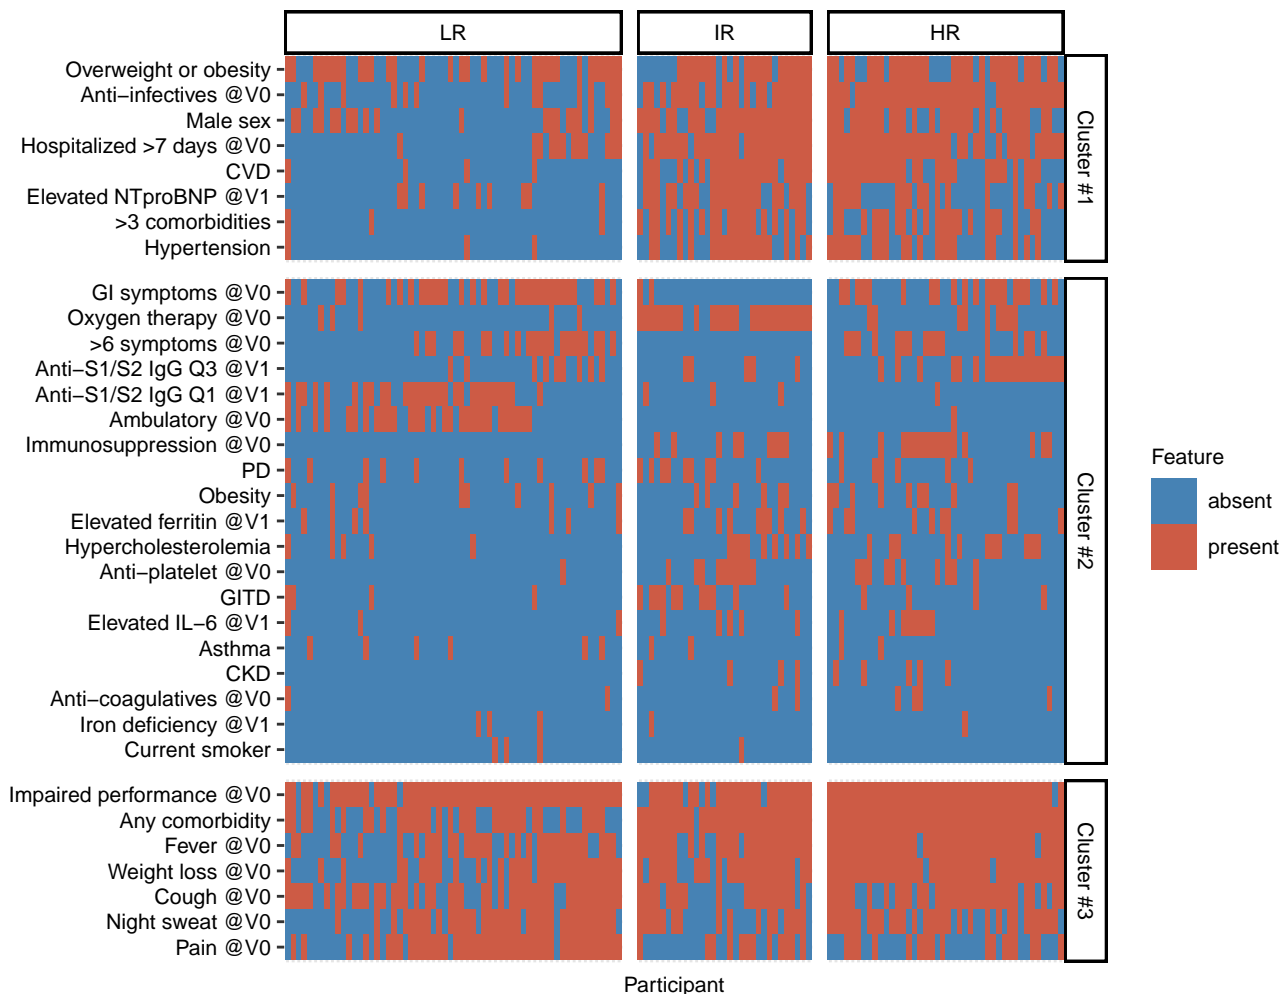 LR IR HR
Overweight or obesity
Anti−infectives @V0
Male sex
Hospitalized >7 days @V0
CVD
Elevated NTproBNP @V1
>3 comorbidities
Hypertension
Cluster #1
GI symptoms @V0
Oxygen therapy @V0
>6 symptoms @V0
Anti−S1/S2 IgG Q3 @V1
Anti−S1/S2 IgG Q1 @V1
Ambulatory @V0
Immunosuppression @V0
PD
Obesity
Elevated ferritin @V1
Hypercholesterolemia
Anti−platelet @V0
GITD
Elevated IL−6 @V1
Asthma
CKD
Anti−coagulatives @V0
Iron deficiency @V1
Current smoker
Cluster #2
Impaired performance @V0
Any comorbidity
Fever @V0
Weight loss @V0
Cough @V0
Night sweat @V0
Pain @V0
Cluster #3
Participant
Feature
absent
present